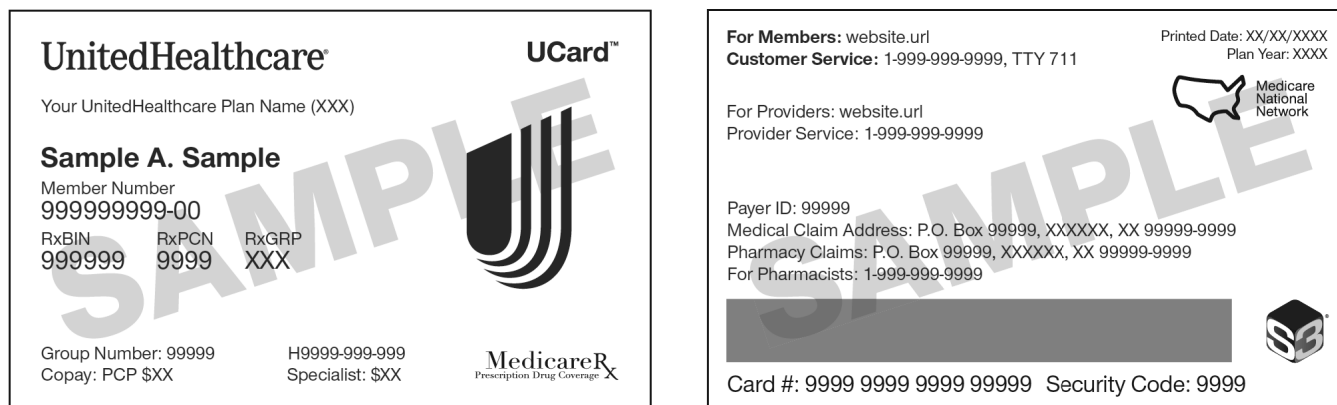 UnitedHealthcare®
UCard™
Your UnitedHealthcare Plan Name (XXX)
Sample A. Sample
Member Number
999999999-00
RxBIN RxPCN RxGRP
999999 9999 XXX
Group Number: 99999 H9999-999-999
Copay: PCP $XX Specialist: $XX
MedicareRx
Prescription Drug Coverage
SAMPLE
For Members: website.url
Customer Service: 1-999-999-9999, TTY 711
Printed Date: XX/XX/XXXX
Plan Year: XXXX
Medicare
National
Network
For Providers: website.url
Provider Service: 1-999-999-9999
Payer ID: 99999
Medical Claim Address: P.O. Box 99999, XXXXXX, XX 99999-9999
Pharmacy Claims: P.O. Box 99999, XXXXXX, XX 99999-9999
For Pharmacists: 1-999-999-9999
S3®
Card #: 9999 9999 9999 99999 Security Code: 9999
SAMPLE